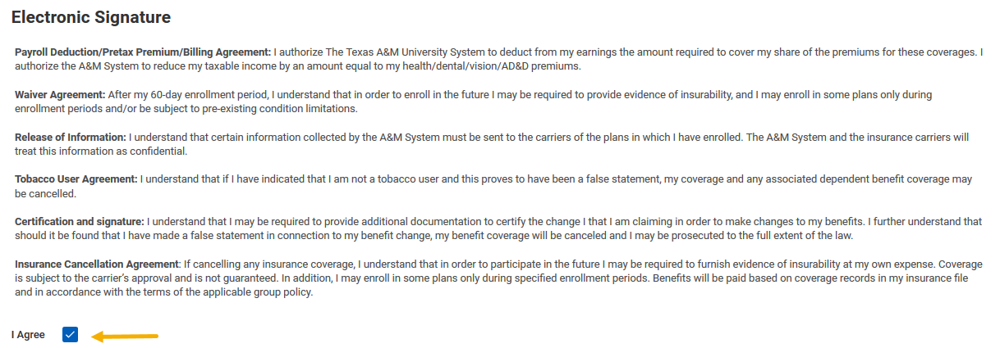 Electronic Signature
Payroll Deduction/Pretax Premium/Billing Agreement: I authorize The Texas A&M University System to deduct from my earnings the amount required to cover my share of the premiums for these coverages. I
authorize the A&M System to reduce my taxable income by an amount equal to my health/dental/vision/AD&D premiums.
Waiver Agreement: After my 60-day enrollment period, I understand that in order to enroll in the future I may be required to provide evidence of insurability, and I may enroll in some plans only during
enrollment periods and/or be subject to pre-existing condition limitations.
Release of Information: I understand that certain information collected by the A&M System must be sent to the carriers of the plans in which I have enrolled. The A&M System and the insurance carriers will
treat this information as confidential.
Tobacco User Agreement: I understand that if I have indicated that I am not a tobacco user and this proves to have been a false statement, my coverage and any associated dependent benefit coverage may
be cancelled.
Certification and signature: I understand that I may be required to provide additional documentation to certify the change I that I am claiming in order to make changes to my benefits. I further understand that
should it be found that I have made a false statement in connection to my benefit change, my benefit coverage will be canceled and I may be prosecuted to the full extent of the law.
Insurance Cancellation Agreement: If cancelling any insurance coverage, I understand that in order to participate in the future I may be required to furnish evidence of insurability at my own expense. Coverage
is subject to the carrier's approval and is not guaranteed. In addition, I may enroll in some plans only during specified enrollment periods. Benefits will be paid based on coverage records in my insurance file
and in accordance with the terms of the applicable group policy.
I Agree